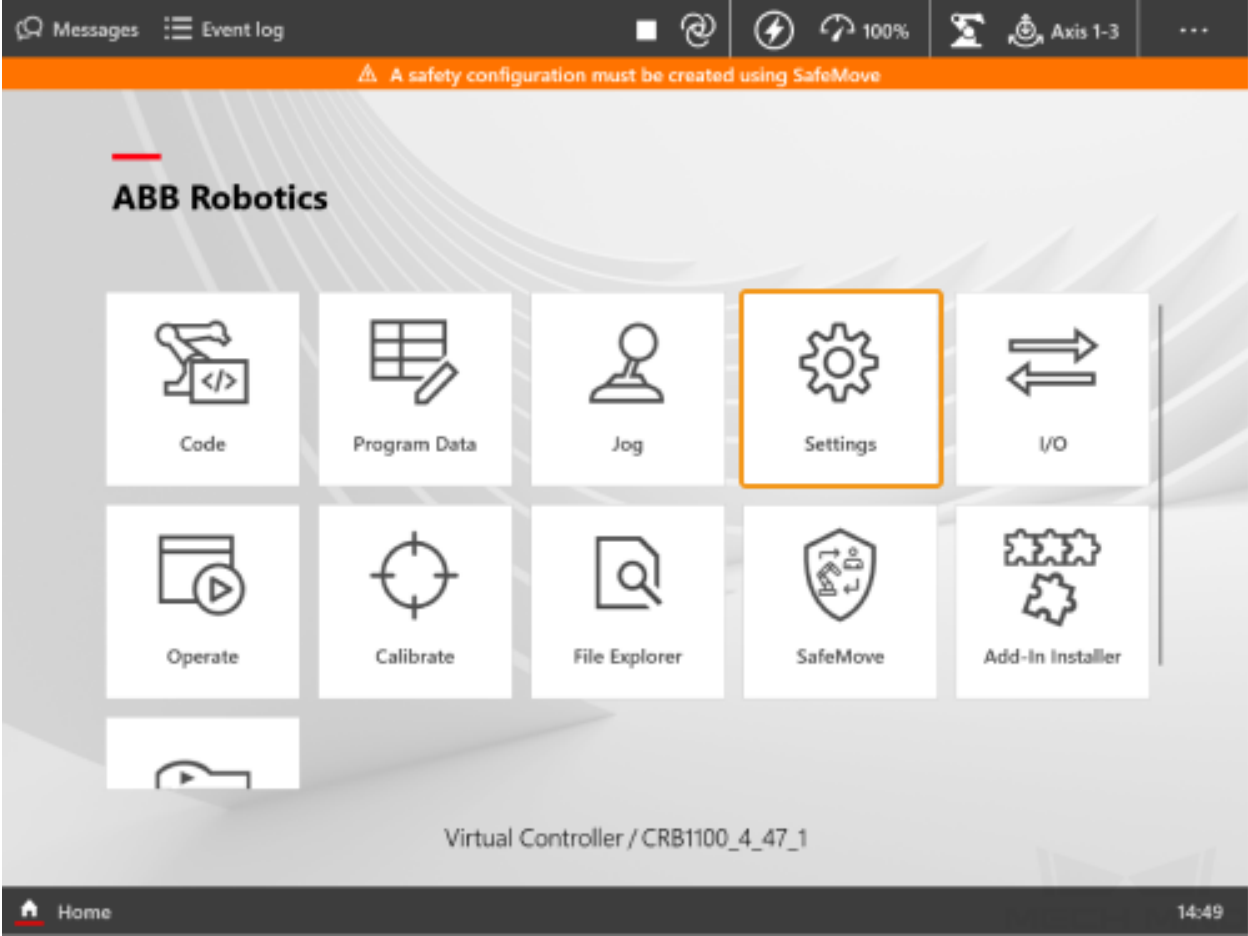 Messages Event log 100% Axis 1-3 ...
A safety configuration must be created using SafeMove
ABB Robotics
Code Program Data Jog Settings I/O
Operate Calibrate File Explorer SafeMove Add-In Installer
Virtual Controller / CRB1100_4_47_1
Home 14:49